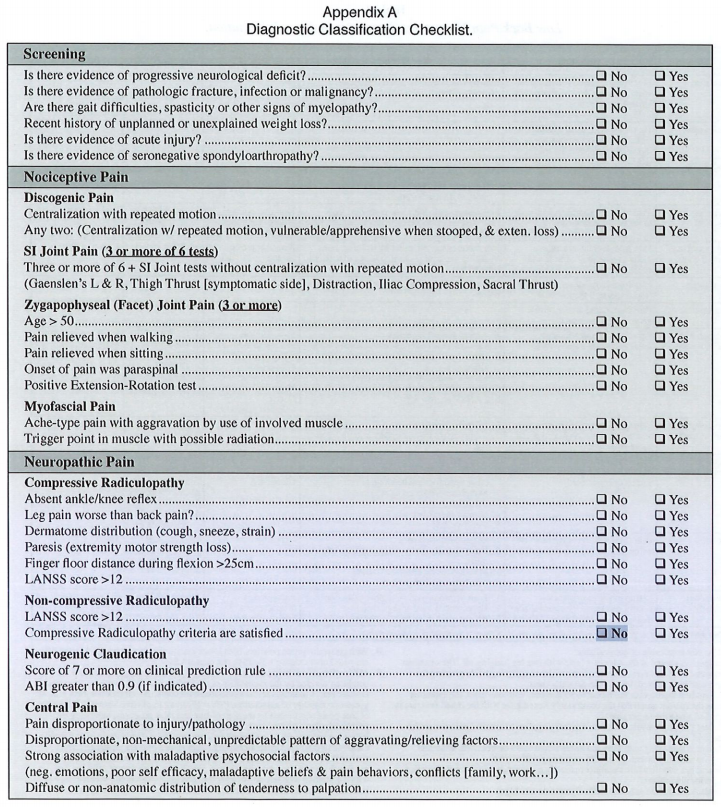 Appendix A
Diagnostic Classification Checklist.
Screening
Is there evidence of progressive neurological deficit?.......... ❑ No ❑ Yes
Is there evidence of pathologic fracture, infection or malignancy?.......... ❑ No ❑ Yes
Are there gait difficulties, spasticity or other signs of myelopathy?.......... ❑ No ❑ Yes
Recent history of unplanned or unexplained weight loss?.......... ❑ No ❑ Yes
Is there evidence of acute injury? .......... ❑ No ❑ Yes
Is there evidence of seronegative spondyloarthropathy?.......... ❑ No ❑ Yes
Nociceptive Pain
Discogenic Pain
Centralization with repeated motion.......... ❑ No ❑ Yes
Any two: (Centralization w/ repeated motion, vulnerable/apprehensive when stooped, & exten. loss) .......... ❑ No ❑ Yes
SI Joint Pain (3 or more of 6 tests)
Three or more of 6 + SI Joint tests without centralization with repeated motion.......... ❑ No ❑ Yes
(Gaenslen's L & R, Thigh Thrust [symptomatic side], Distraction, Iliac Compression, Sacral Thrust)
Zygapophyseal (Facet) Joint Pain (3 or more)
Age > 50.......... ❑ No ❑ Yes
Pain relieved when walking.......... ❑ No ❑ Yes
Pain relieved when sitting.......... ❑ No ❑ Yes
Onset of pain was paraspinal .......... ❑ No ❑ Yes
Positive Extension-Rotation test.......... ❑ No ❑ Yes
Myofascial Pain
Ache-type pain with aggravation by use of involved muscle .......... ❑ No ❑ Yes
Trigger point in muscle with possible radiation.......... ❑ No ❑ Yes
Neuropathic Pain
Compressive Radiculopathy
Absent ankle/knee reflex.......... ❑ No ❑ Yes
Leg pain worse than back pain?.......... ❑ No ❑ Yes
Dermatome distribution (cough, sneeze, strain) .......... ❑ No ❑ Yes
Paresis (extremity motor strength loss).......... ❑ No ❑ Yes
Finger floor distance during flexion >25cm.......... ❑ No ❑ Yes
LANSS score >12 .......... ❑ No ❑ Yes
Non-compressive Radiculopathy
LANSS score >12 .......... ❑ No ❑ Yes
Compressive Radiculopathy criteria are satisfied.......... ❑ No ❑ Yes
Neurogenic Claudication
Score of 7 or more on clinical prediction rule .......... ❑ No ❑ Yes
ABI greater than 0.9 (if indicated).......... ❑ No ❑ Yes
Central Pain
Pain disproportionate to injury/pathology .......... ❑ No ❑ Yes
Disproportionate, non-mechanical, unpredictable pattern of aggravating/relieving factors.......... ❑ No ❑ Yes
Strong association with maladaptive psychosocial factors .......... ❑ No ❑ Yes
(neg. emotions, poor self efficacy, maladaptive beliefs & pain behaviors, conflicts [family, work...])
Diffuse or non-anatomic distribution of tenderness to palpation.......... ❑ No ❑ Yes